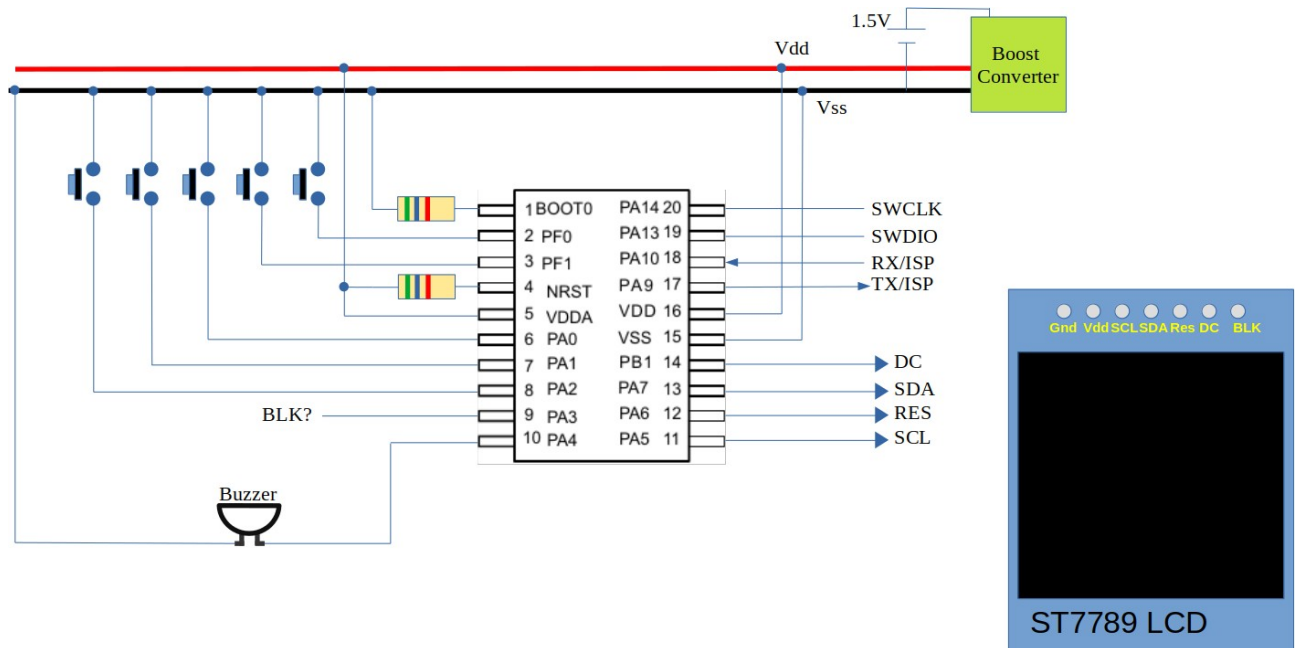 1.5V
Boost
Converter
Vdd
Vss
1 BOOT0 PA14 20 SWCLK
2 PF0 PA13 19 SWDIO
3 PF1 PA10 18 RX/ISP
4 NRST PA9 17 TX/ISP
5 VDDA VDD 16
6 PA0 VSS 15
7 PA1 PB1 14 DC
8 PA2 PA7 13 SDA
BLK? 9 PA3 PA6 12 RES
10 PA4 PA5 11 SCL
Buzzer
Gnd Vdd SCL SDA Res DC BLK
ST7789 LCD